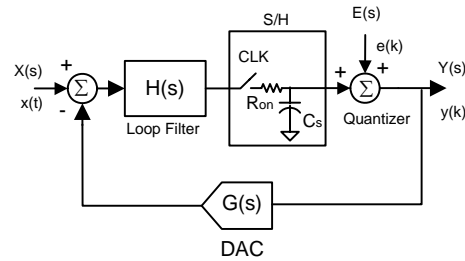 S/H
E(s)
X(s)
+
CLK
e(k)
Y(s)
Σ
H(s)
+
+
Σ
x(t)
-
Ron
Cs
y(k)
Loop Filter
Quantizer
G(s)
DAC